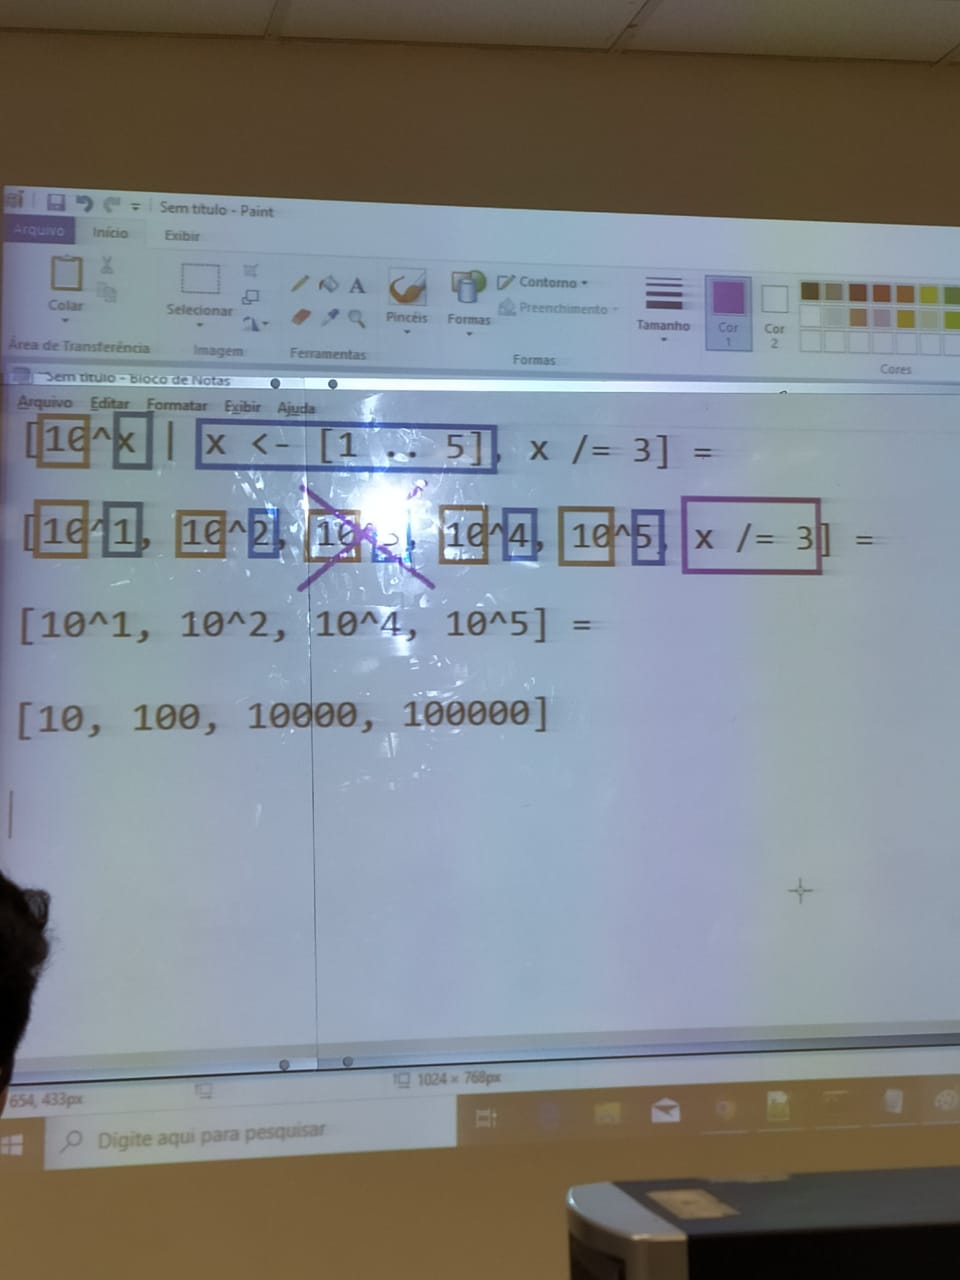 Sem título - Paint
Arquivo Início Exibir
Colar
Selecionar
Pincéis
Formas
Contorno
Preenchimento
Tamanho
Cor 1
Cor 2
Área de Transferência
Imagem
Ferramentas
Formas
Cores
Sem título - Bloco de Notas
Arquivo Editar Formatar Exibir Ajuda
[10^x | x <- [1 .. 5], x /= 3] =
[10^1, 10^2, 10^3, 10^4, 10^5, x /= 3] =
[10^1, 10^2, 10^4, 10^5] =
[10, 100, 10000, 100000]
654, 433px
1024 × 768px
Digite aqui para pesquisar